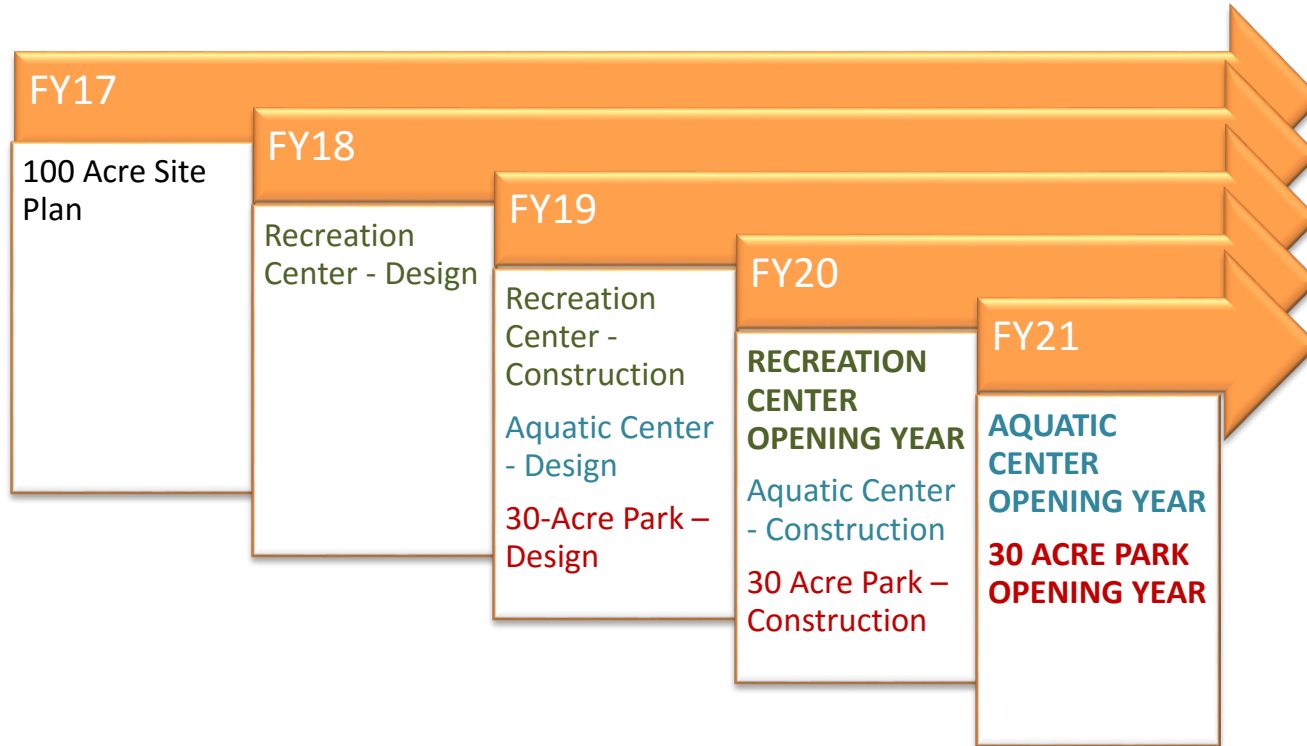 FY17
100 Acre Site
Plan
FY18
Recreation
Center - Design
FY19
Recreation
Center -
Construction
Aquatic Center
- Design
30-Acre Park –
Design
FY20
RECREATION
CENTER
OPENING YEAR
Aquatic Center
- Construction
30 Acre Park –
Construction
FY21
AQUATIC
CENTER
OPENING YEAR
30 ACRE PARK
OPENING YEAR